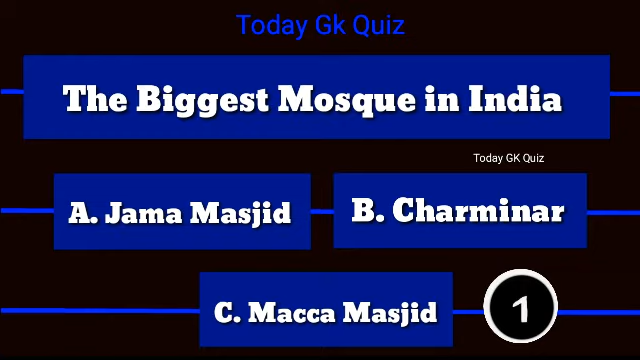 Today Gk Quiz
The Biggest Mosque in India
Today GK Quiz
A. Jama Masjid
B. Charminar
C. Macca Masjid
1